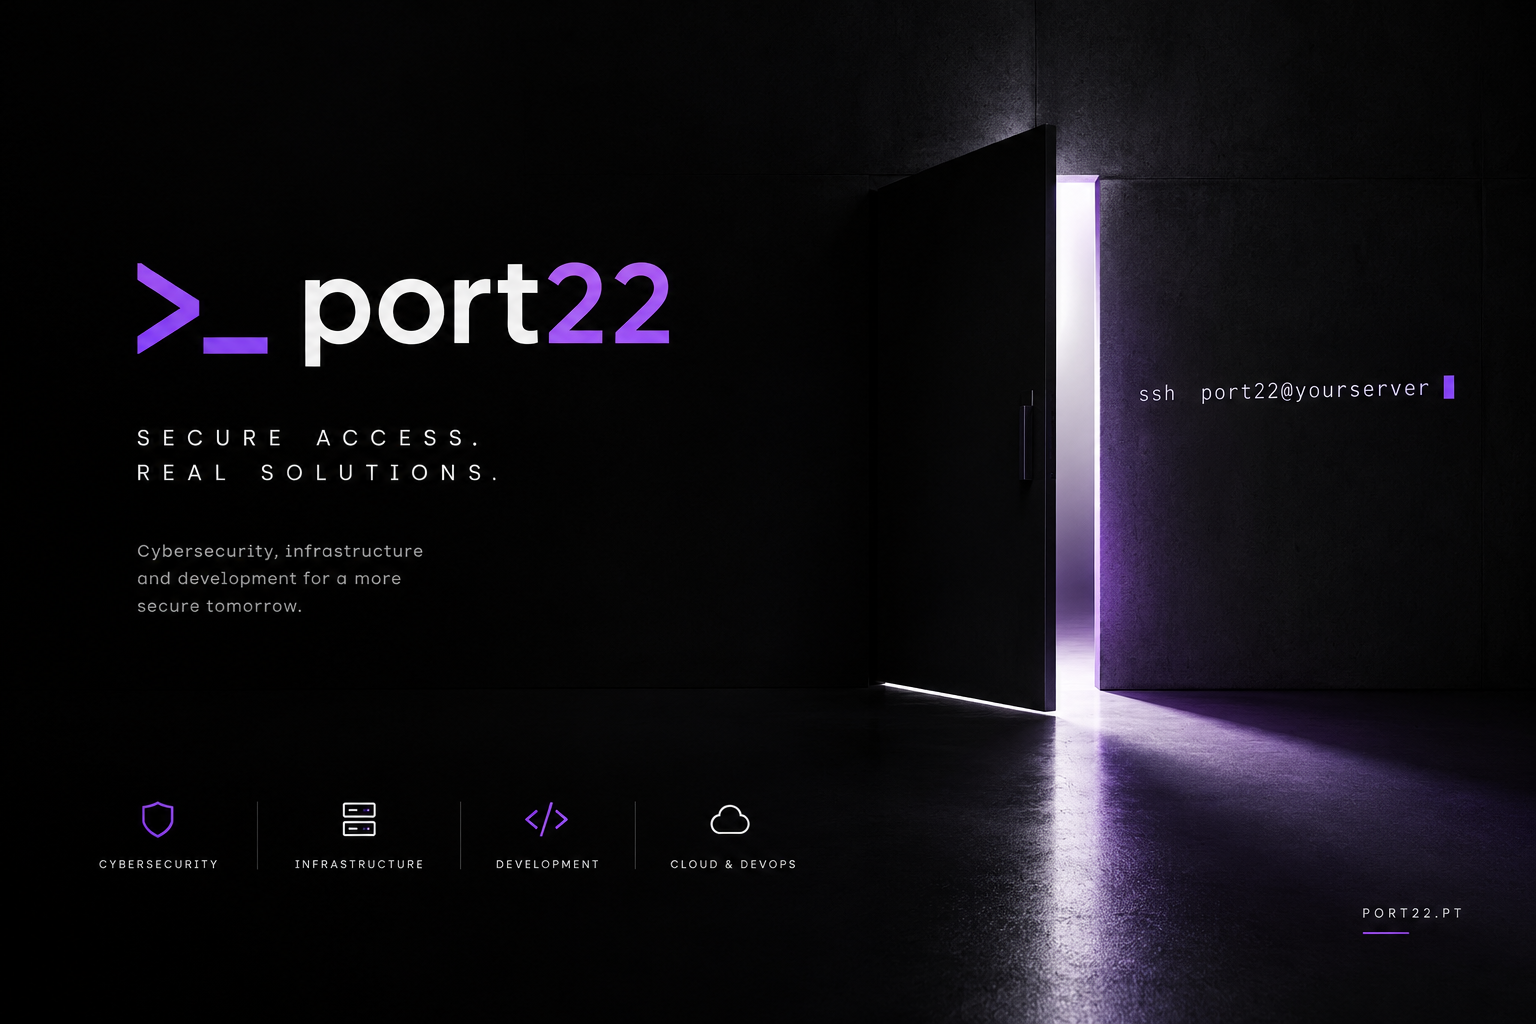 >_ port22
SECURE ACCESS.
REAL SOLUTIONS.
Cybersecurity, infrastructure
and development for a more
secure tomorrow.
ssh port22@yourserver
CYBERSECURITY
INFRASTRUCTURE
DEVELOPMENT
CLOUD & DEVOPS
PORT22.PT